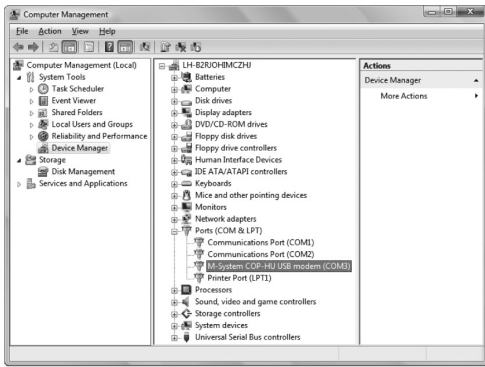 Computer Management
File Action View Help
Computer Management (Local)
System Tools
Task Scheduler
Event Viewer
Shared Folders
Local Users and Groups
Reliability and Performance
Device Manager
Storage
Disk Management
Services and Applications
LH-B2RJOHIMCZHJ
Batteries
Computer
Disk drives
Display adapters
DVD/CD-ROM drives
Floppy disk drives
Floppy drive controllers
Human Interface Devices
IDE ATA/ATAPI controllers
Keyboards
Mice and other pointing devices
Monitors
Network adapters
Ports (COM & LPT)
Communications Port (COM1)
Communications Port (COM2)
M-System COP-HU USB modem (COM3)
Printer Port (LPT1)
Processors
Sound, video and game controllers
Storage controllers
System devices
Universal Serial Bus controllers
Actions
Device Manager
More Actions